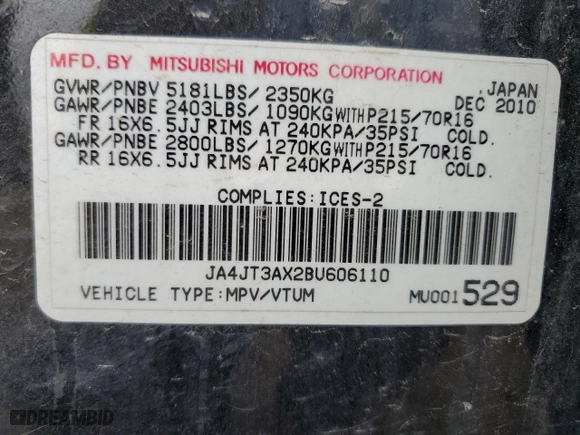 MFD. BY MITSUBISHI MOTORS CORPORATION
GVWR/PNBV 5181LBS/2350KG ,JAPAN
GAWR/PNBE 2403LBS/1090KG WITH P215/70R16 DEC 2010
FR 16X6.5JJ RIMS AT 240KPA/35PSI COLD.
GAWR/PNBE 2800LBS/1270KG WITH P215/70R16
RR 16X6.5JJ RIMS AT 240KPA/35PSI COLD.
COMPLIES:ICES-2
JA4JT3AX2BU606110
VEHICLE TYPE:MPV/VTUM MU001529
DREAMBID